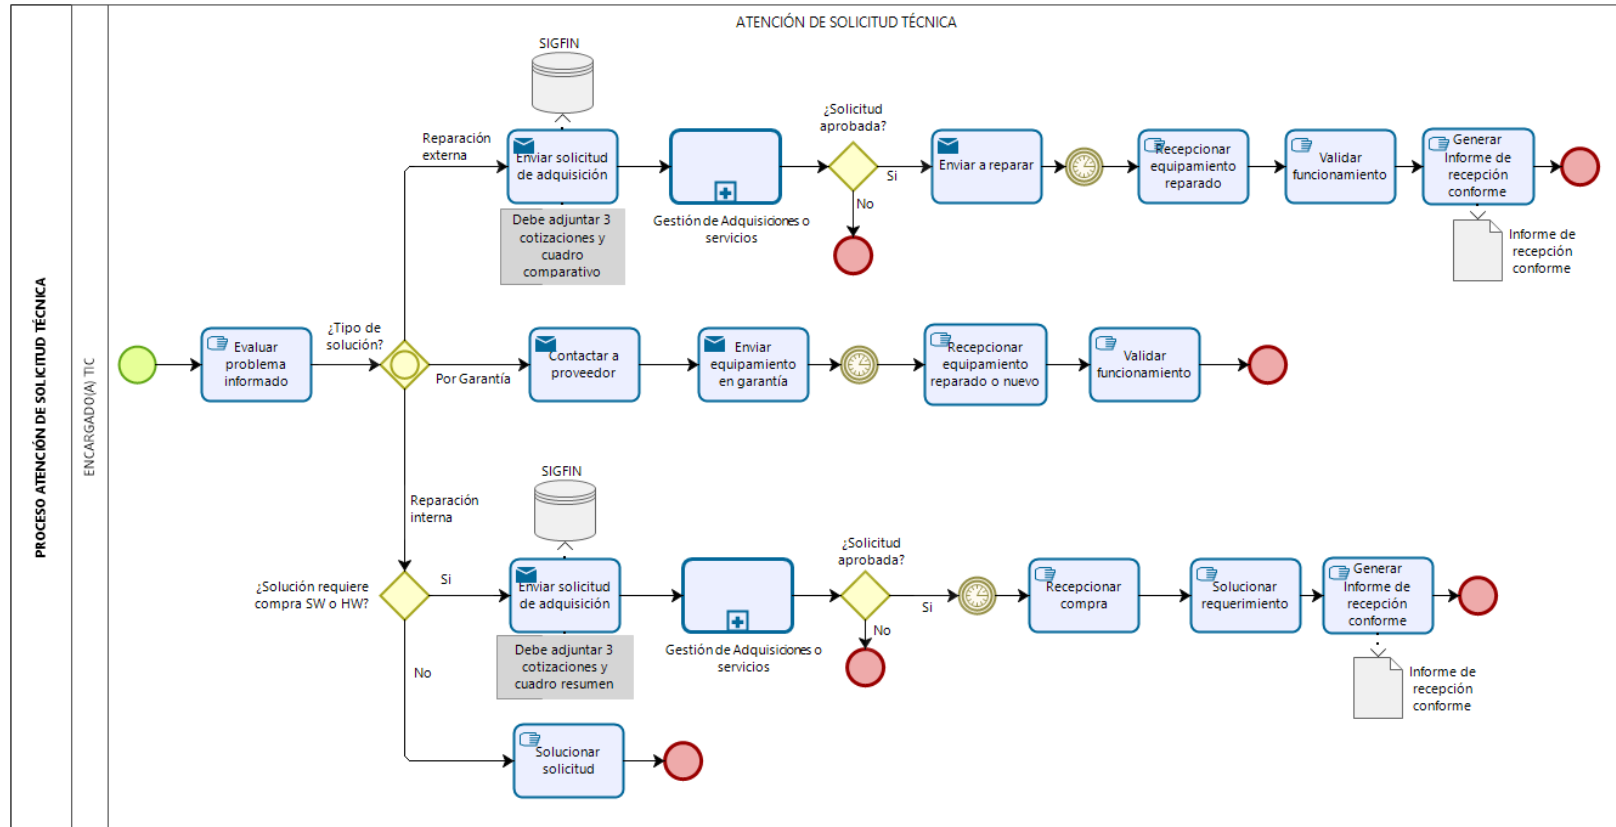 ATENCIÓN DE SOLICITUD TÉCNICA
PROCESO ATENCIÓN DE SOLICITUD TÉCNICA
ENCARGADO(A) TIC
SIGFIN
Reparación
externa
Enviar solicitud
de adquisición
Debe adjuntar 3
cotizaciones y
cuadro
comparativo
Gestión de Adquisiciones o
servicios
¿Solicitud
aprobada?
Si
No
Enviar a reparar
Recepcionar
equipamiento
reparado
Validar
funcionamiento
Generar
Informe de
recepción
conforme
Informe de
recepción
conforme
Evaluar
problema
informado
¿Tipo de
solución?
Por Garantía
Contactar a
proveedor
Enviar
equipamiento
en garantía
Recepcionar
equipamiento
reparado o nuevo
Validar
funcionamiento
Reparación
interna
SIGFIN
¿Solución requiere
compra SW o HW?
Si
No
Enviar solicitud
de adquisición
Debe adjuntar 3
cotizaciones y
cuadro resumen
Gestión de Adquisiciones o
servicios
¿Solicitud
aprobada?
Si
No
Recepcionar
compra
Solucionar
requerimiento
Generar
Informe de
recepción
conforme
Informe de
recepción
conforme
Solucionar
solicitud